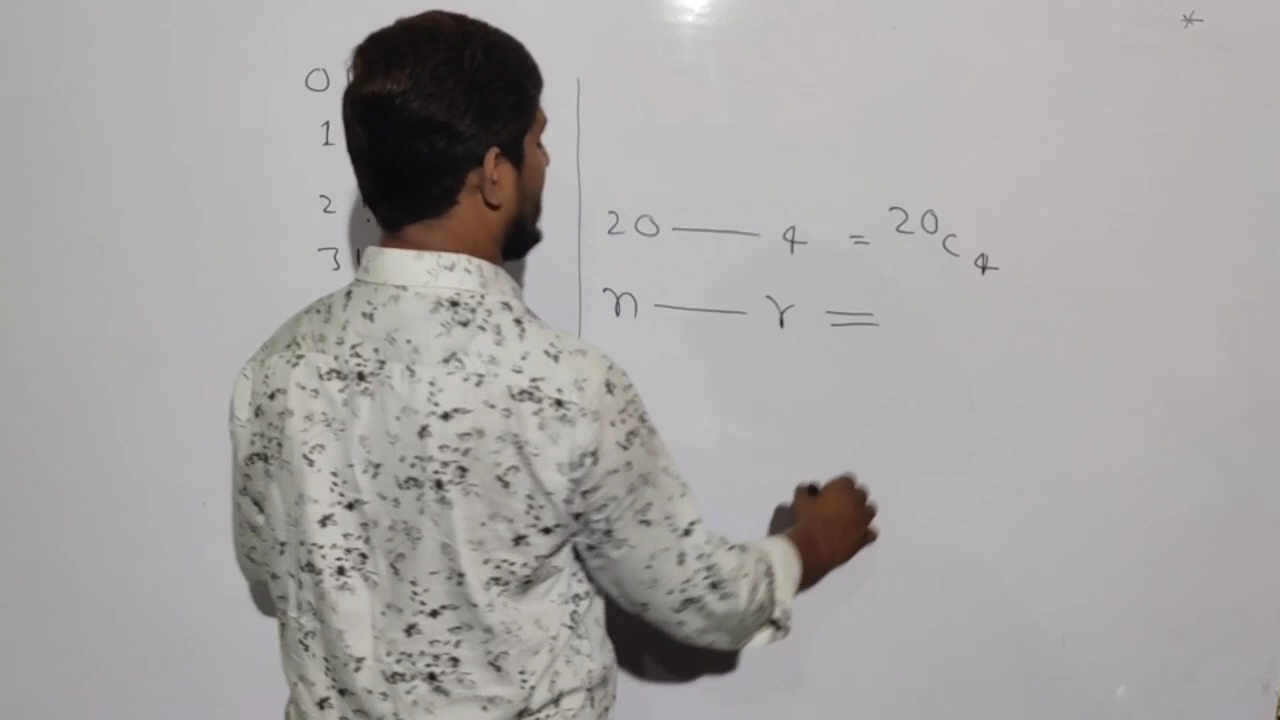 *
0
1
2
3
20 — 4 = ²⁰C₄
n — r =